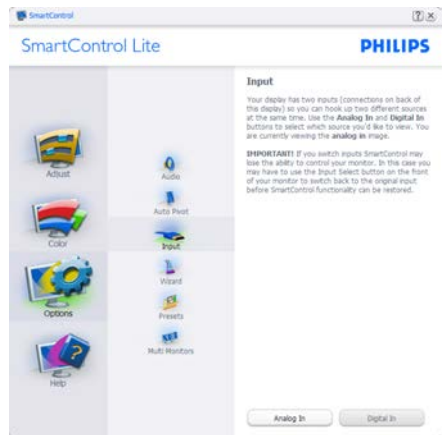 SmartControl
SmartControl Lite
PHILIPS
Adjust
Color
Options
Help
Audio
Auto Pivot
Input
Wizard
Presets
Multi Monitors
Input
Your display has two inputs (connections on back of
this display) so you can hook up two different sources
at the same time. Use the Analog In and Digital In
buttons to select which source you'd like to view. You
are currently viewing the analog in image.
IMPORTANT! If you switch inputs SmartControl may
lose the ability to control your monitor. In this case you
may have to use the Input Select button on the front
of your monitor to switch back to the original input
before SmartControl functionality can be restored.
Analog In
Digital In